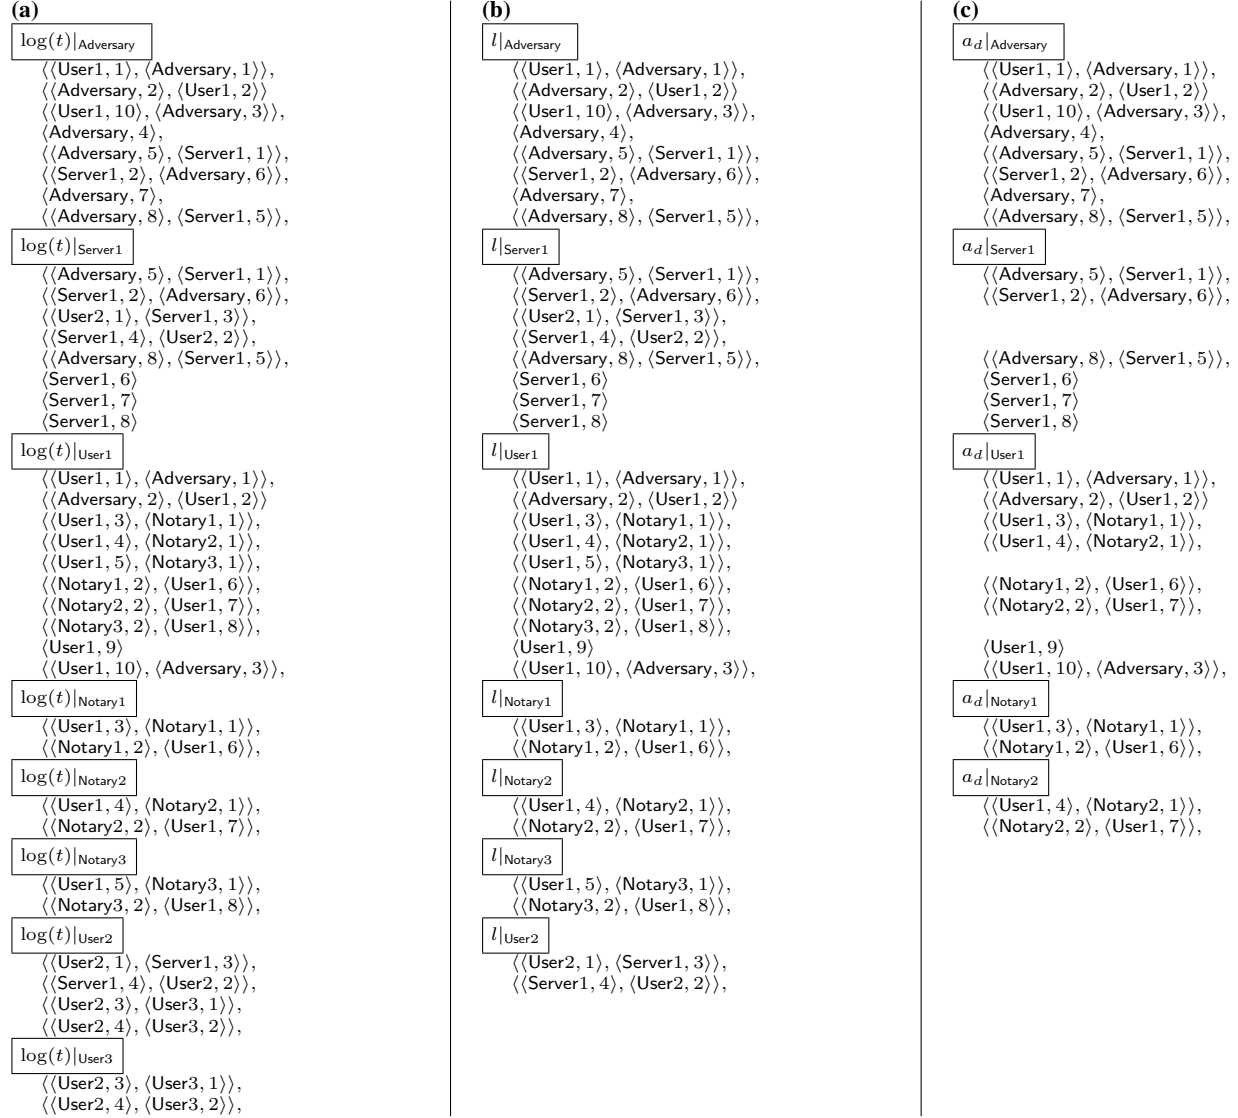 (a)
log(t)|Adversary
⟨⟨User1, 1⟩, ⟨Adversary, 1⟩⟩,
⟨⟨Adversary, 2⟩, ⟨User1, 2⟩⟩
⟨⟨User1, 10⟩, ⟨Adversary, 3⟩⟩,
⟨Adversary, 4⟩,
⟨⟨Adversary, 5⟩, ⟨Server1, 1⟩⟩,
⟨⟨Server1, 2⟩, ⟨Adversary, 6⟩⟩,
⟨Adversary, 7⟩,
⟨⟨Adversary, 8⟩, ⟨Server1, 5⟩⟩,
log(t)|Server1
⟨⟨Adversary, 5⟩, ⟨Server1, 1⟩⟩,
⟨⟨Server1, 2⟩, ⟨Adversary, 6⟩⟩,
⟨⟨User2, 1⟩, ⟨Server1, 3⟩⟩,
⟨⟨Server1, 4⟩, ⟨User2, 2⟩⟩,
⟨⟨Adversary, 8⟩, ⟨Server1, 5⟩⟩,
⟨Server1, 6⟩
⟨Server1, 7⟩
⟨Server1, 8⟩
log(t)|User1
⟨⟨User1, 1⟩, ⟨Adversary, 1⟩⟩,
⟨⟨Adversary, 2⟩, ⟨User1, 2⟩⟩
⟨⟨User1, 3⟩, ⟨Notary1, 1⟩⟩,
⟨⟨User1, 4⟩, ⟨Notary2, 1⟩⟩,
⟨⟨User1, 5⟩, ⟨Notary3, 1⟩⟩,
⟨⟨Notary1, 2⟩, ⟨User1, 6⟩⟩,
⟨⟨Notary2, 2⟩, ⟨User1, 7⟩⟩,
⟨⟨Notary3, 2⟩, ⟨User1, 8⟩⟩,
⟨User1, 9⟩
⟨⟨User1, 10⟩, ⟨Adversary, 3⟩⟩,
log(t)|Notary1
⟨⟨User1, 3⟩, ⟨Notary1, 1⟩⟩,
⟨⟨Notary1, 2⟩, ⟨User1, 6⟩⟩,
log(t)|Notary2
⟨⟨User1, 4⟩, ⟨Notary2, 1⟩⟩,
⟨⟨Notary2, 2⟩, ⟨User1, 7⟩⟩,
log(t)|Notary3
⟨⟨User1, 5⟩, ⟨Notary3, 1⟩⟩,
⟨⟨Notary3, 2⟩, ⟨User1, 8⟩⟩,
log(t)|User2
⟨⟨User2, 1⟩, ⟨Server1, 3⟩⟩,
⟨⟨Server1, 4⟩, ⟨User2, 2⟩⟩,
⟨⟨User2, 3⟩, ⟨User3, 1⟩⟩,
⟨⟨User2, 4⟩, ⟨User3, 2⟩⟩,
log(t)|User3
⟨⟨User2, 3⟩, ⟨User3, 1⟩⟩,
⟨⟨User2, 4⟩, ⟨User3, 2⟩⟩,
(b)
l|Adversary
⟨⟨User1, 1⟩, ⟨Adversary, 1⟩⟩,
⟨⟨Adversary, 2⟩, ⟨User1, 2⟩⟩
⟨⟨User1, 10⟩, ⟨Adversary, 3⟩⟩,
⟨Adversary, 4⟩,
⟨⟨Adversary, 5⟩, ⟨Server1, 1⟩⟩,
⟨⟨Server1, 2⟩, ⟨Adversary, 6⟩⟩,
⟨Adversary, 7⟩,
⟨⟨Adversary, 8⟩, ⟨Server1, 5⟩⟩,
l|Server1
⟨⟨Adversary, 5⟩, ⟨Server1, 1⟩⟩,
⟨⟨Server1, 2⟩, ⟨Adversary, 6⟩⟩,
⟨⟨User2, 1⟩, ⟨Server1, 3⟩⟩,
⟨⟨Server1, 4⟩, ⟨User2, 2⟩⟩,
⟨⟨Adversary, 8⟩, ⟨Server1, 5⟩⟩,
⟨Server1, 6⟩
⟨Server1, 7⟩
⟨Server1, 8⟩
l|User1
⟨⟨User1, 1⟩, ⟨Adversary, 1⟩⟩,
⟨⟨Adversary, 2⟩, ⟨User1, 2⟩⟩
⟨⟨User1, 3⟩, ⟨Notary1, 1⟩⟩,
⟨⟨User1, 4⟩, ⟨Notary2, 1⟩⟩,
⟨⟨User1, 5⟩, ⟨Notary3, 1⟩⟩,
⟨⟨Notary1, 2⟩, ⟨User1, 6⟩⟩,
⟨⟨Notary2, 2⟩, ⟨User1, 7⟩⟩,
⟨⟨Notary3, 2⟩, ⟨User1, 8⟩⟩,
⟨User1, 9⟩
⟨⟨User1, 10⟩, ⟨Adversary, 3⟩⟩,
l|Notary1
⟨⟨User1, 3⟩, ⟨Notary1, 1⟩⟩,
⟨⟨Notary1, 2⟩, ⟨User1, 6⟩⟩,
l|Notary2
⟨⟨User1, 4⟩, ⟨Notary2, 1⟩⟩,
⟨⟨Notary2, 2⟩, ⟨User1, 7⟩⟩,
l|Notary3
⟨⟨User1, 5⟩, ⟨Notary3, 1⟩⟩,
⟨⟨Notary3, 2⟩, ⟨User1, 8⟩⟩,
l|User2
⟨⟨User2, 1⟩, ⟨Server1, 3⟩⟩,
⟨⟨Server1, 4⟩, ⟨User2, 2⟩⟩,
(c)
a_d|Adversary
⟨⟨User1, 1⟩, ⟨Adversary, 1⟩⟩,
⟨⟨Adversary, 2⟩, ⟨User1, 2⟩⟩
⟨⟨User1, 10⟩, ⟨Adversary, 3⟩⟩,
⟨Adversary, 4⟩,
⟨⟨Adversary, 5⟩, ⟨Server1, 1⟩⟩,
⟨⟨Server1, 2⟩, ⟨Adversary, 6⟩⟩,
⟨Adversary, 7⟩,
⟨⟨Adversary, 8⟩, ⟨Server1, 5⟩⟩,
a_d|Server1
⟨⟨Adversary, 5⟩, ⟨Server1, 1⟩⟩,
⟨⟨Server1, 2⟩, ⟨Adversary, 6⟩⟩,
⟨⟨Adversary, 8⟩, ⟨Server1, 5⟩⟩,
⟨Server1, 6⟩
⟨Server1, 7⟩
⟨Server1, 8⟩
a_d|User1
⟨⟨User1, 1⟩, ⟨Adversary, 1⟩⟩,
⟨⟨Adversary, 2⟩, ⟨User1, 2⟩⟩
⟨⟨User1, 3⟩, ⟨Notary1, 1⟩⟩,
⟨⟨User1, 4⟩, ⟨Notary2, 1⟩⟩,
⟨⟨Notary1, 2⟩, ⟨User1, 6⟩⟩,
⟨⟨Notary2, 2⟩, ⟨User1, 7⟩⟩,
⟨User1, 9⟩
⟨⟨User1, 10⟩, ⟨Adversary, 3⟩⟩,
a_d|Notary1
⟨⟨User1, 3⟩, ⟨Notary1, 1⟩⟩,
⟨⟨Notary1, 2⟩, ⟨User1, 6⟩⟩,
a_d|Notary2
⟨⟨User1, 4⟩, ⟨Notary2, 1⟩⟩,
⟨⟨Notary2, 2⟩, ⟨User1, 7⟩⟩,